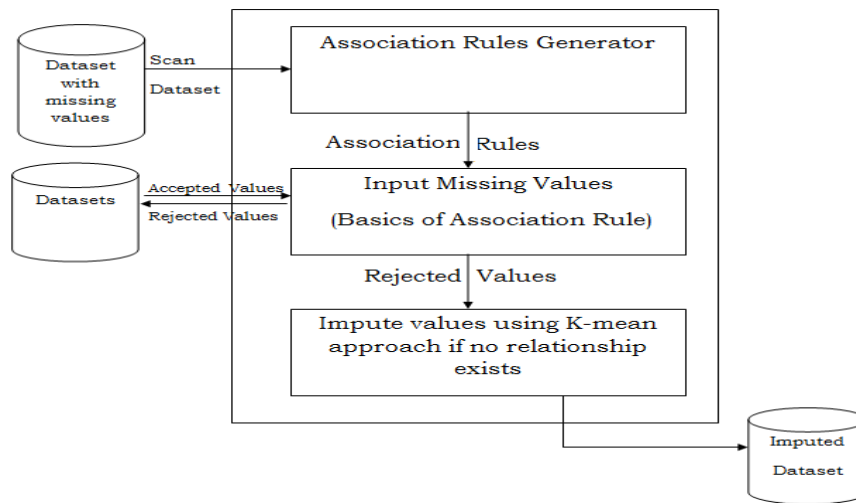 Dataset
with
missing
values
Scan
Dataset
Association Rules Generator
Association Rules
Datasets
Accepted Values
Rejected Values
Input Missing Values
(Basics of Association Rule)
Rejected Values
Impute values using K-mean
approach if no relationship
exists
Imputed
Dataset